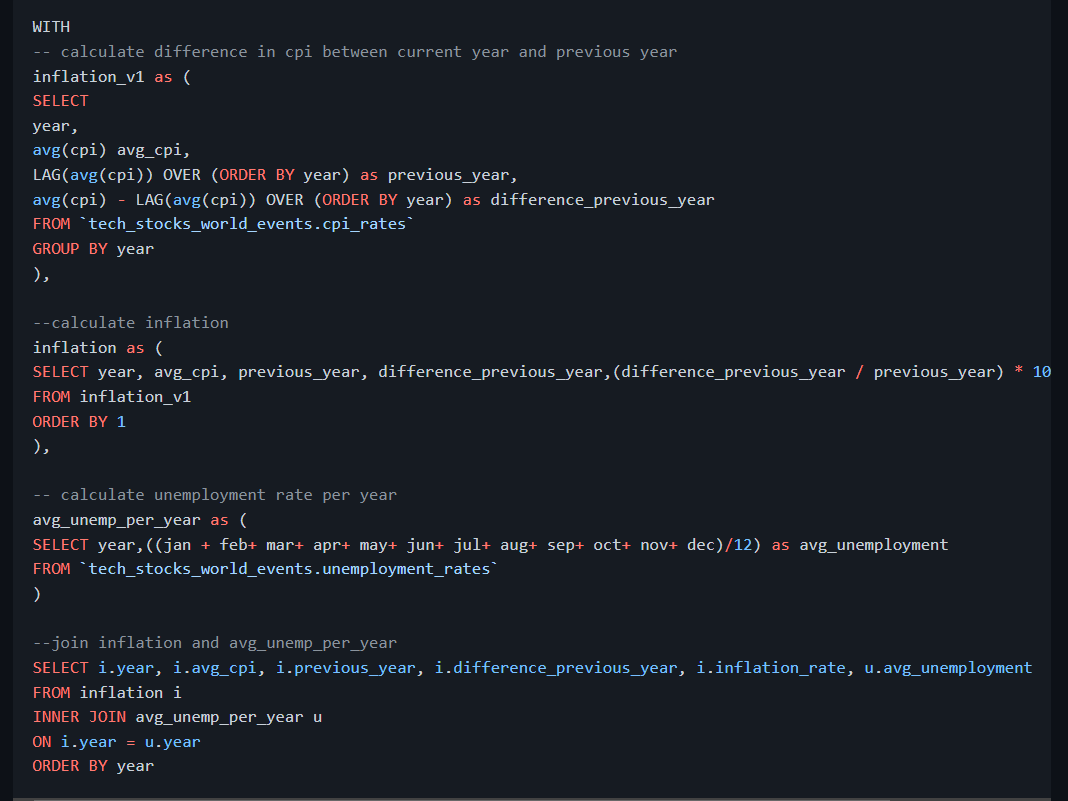 WITH
-- calculate difference in cpi between current year and previous year
inflation_v1 as (
SELECT
year,
avg(cpi) avg_cpi,
LAG(avg(cpi)) OVER (ORDER BY year) as previous_year,
avg(cpi) - LAG(avg(cpi)) OVER (ORDER BY year) as difference_previous_year
FROM `tech_stocks_world_events.cpi_rates`
GROUP BY year
),
--calculate inflation
inflation as (
SELECT year, avg_cpi, previous_year, difference_previous_year,(difference_previous_year / previous_year) * 10
FROM inflation_v1
ORDER BY 1
),
-- calculate unemployment rate per year
avg_unemp_per_year as (
SELECT year,((jan + feb+ mar+ apr+ may+ jun+ jul+ aug+ sep+ oct+ nov+ dec)/12) as avg_unemployment
FROM `tech_stocks_world_events.unemployment_rates`
)
--join inflation and avg_unemp_per_year
SELECT i.year, i.avg_cpi, i.previous_year, i.difference_previous_year, i.inflation_rate, u.avg_unemployment
FROM inflation i
INNER JOIN avg_unemp_per_year u
ON i.year = u.year
ORDER BY year